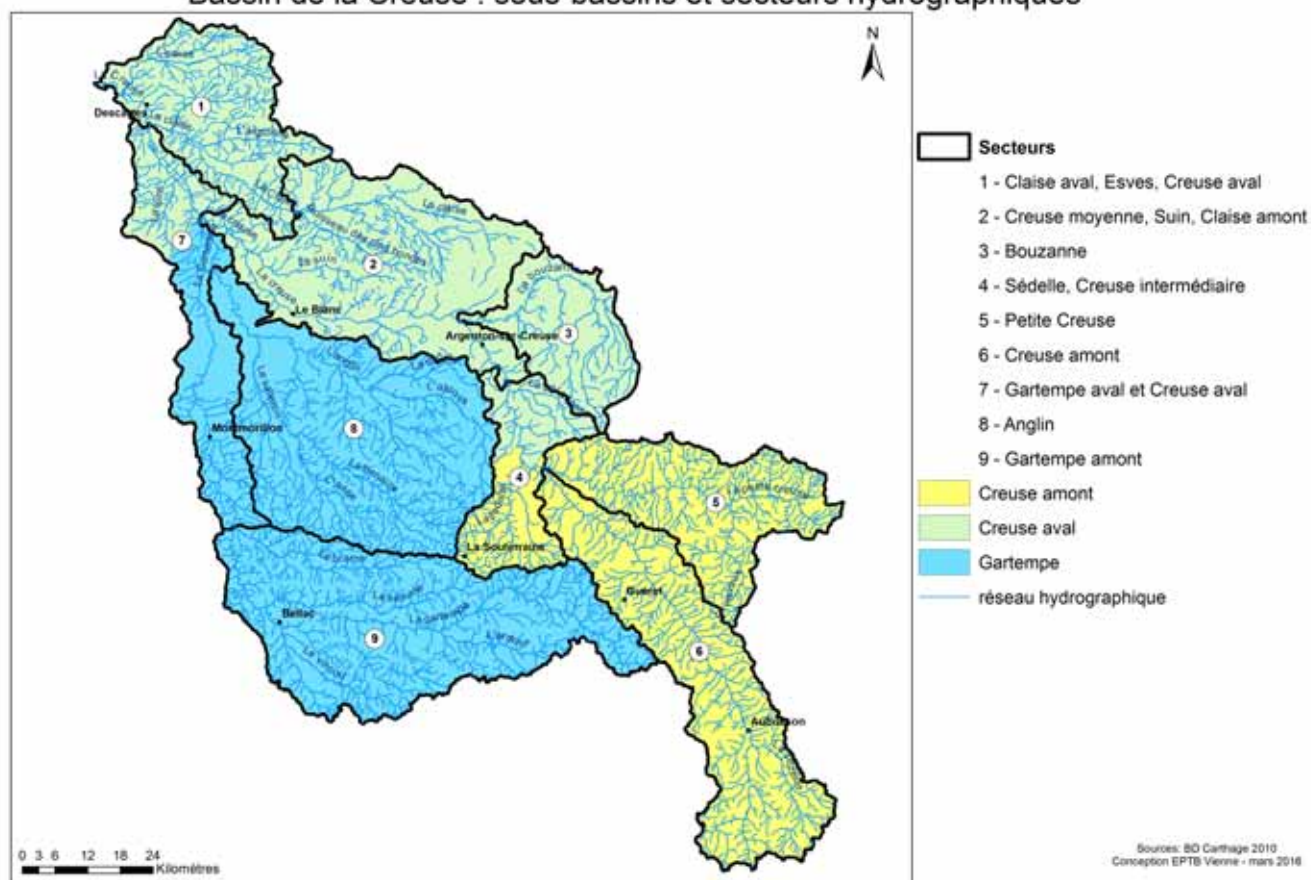 Bassin de la Creuse : sous-bassins et secteurs hydrographiques
N
1
Descartes
7
2
Le Blanc
Argenton-sur-Creuse
3
Montmorillon
8
4
5
La petite creuse
La Souterraine
Guéret
Bellac
9
6
Aubusson
0 3 6 12 18 24
Kilomètres
Secteurs
1 - Claise aval, Esves, Creuse aval
2 - Creuse moyenne, Suin, Claise amont
3 - Bouzanne
4 - Sédelle, Creuse intermédiaire
5 - Petite Creuse
6 - Creuse amont
7 - Gartempe aval et Creuse aval
8 - Anglin
9 - Gartempe amont
Creuse amont
Creuse aval
Gartempe
réseau hydrographique
Sources: BD Carthage 2010
Conception EPTB Vienne - mars 2016